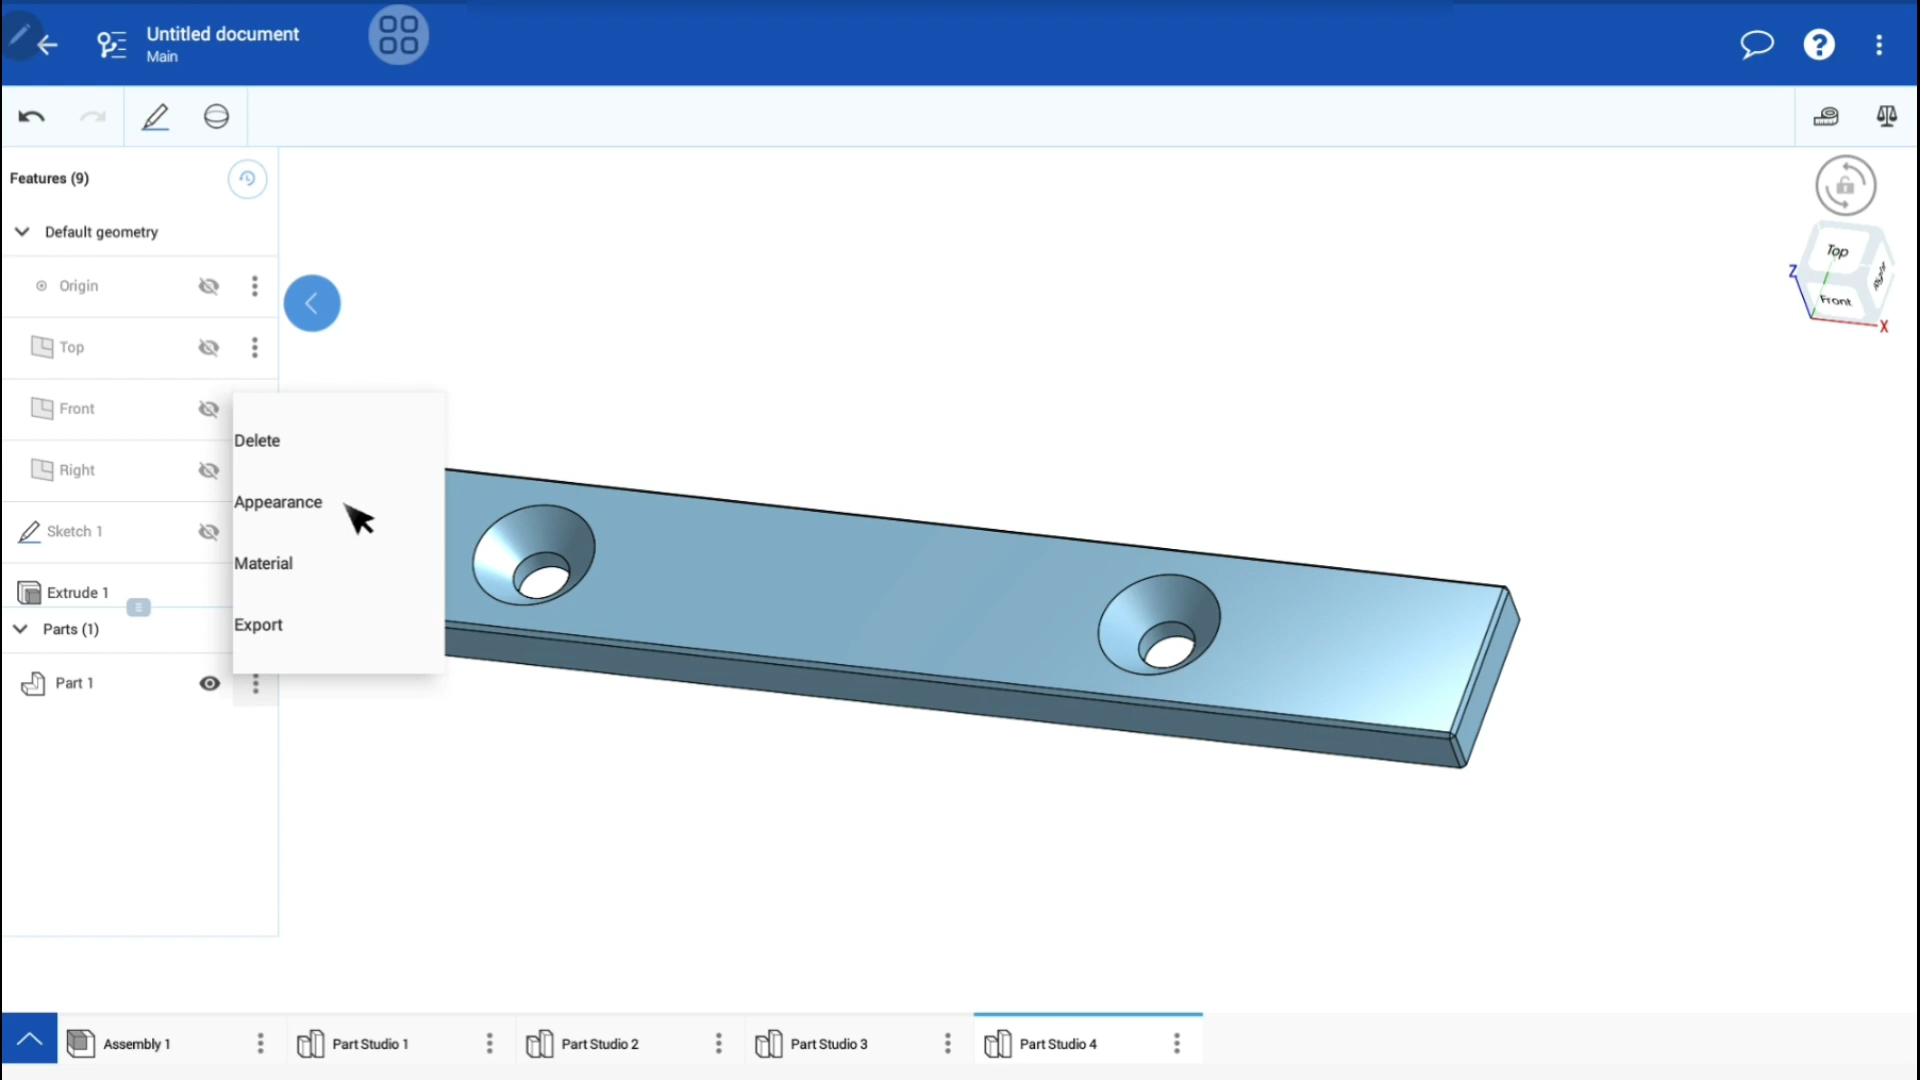 Untitled document
Main
Features (9)
Default geometry
Origin
Top
Front
Right
Sketch 1
Extrude 1
Parts (1)
Part 1
Delete
Appearance
Material
Export
Top
Front
Right
Z
X
Assembly 1
Part Studio 1
Part Studio 2
Part Studio 3
Part Studio 4